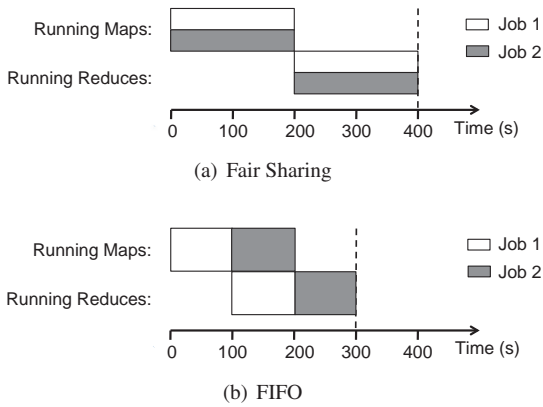 Running Maps:
Job 1
Job 2
Running Reduces:
0 100 200 300 400 Time (s)
(a) Fair Sharing
Running Maps:
Job 1
Job 2
Running Reduces:
0 100 200 300 400 Time (s)
(b) FIFO